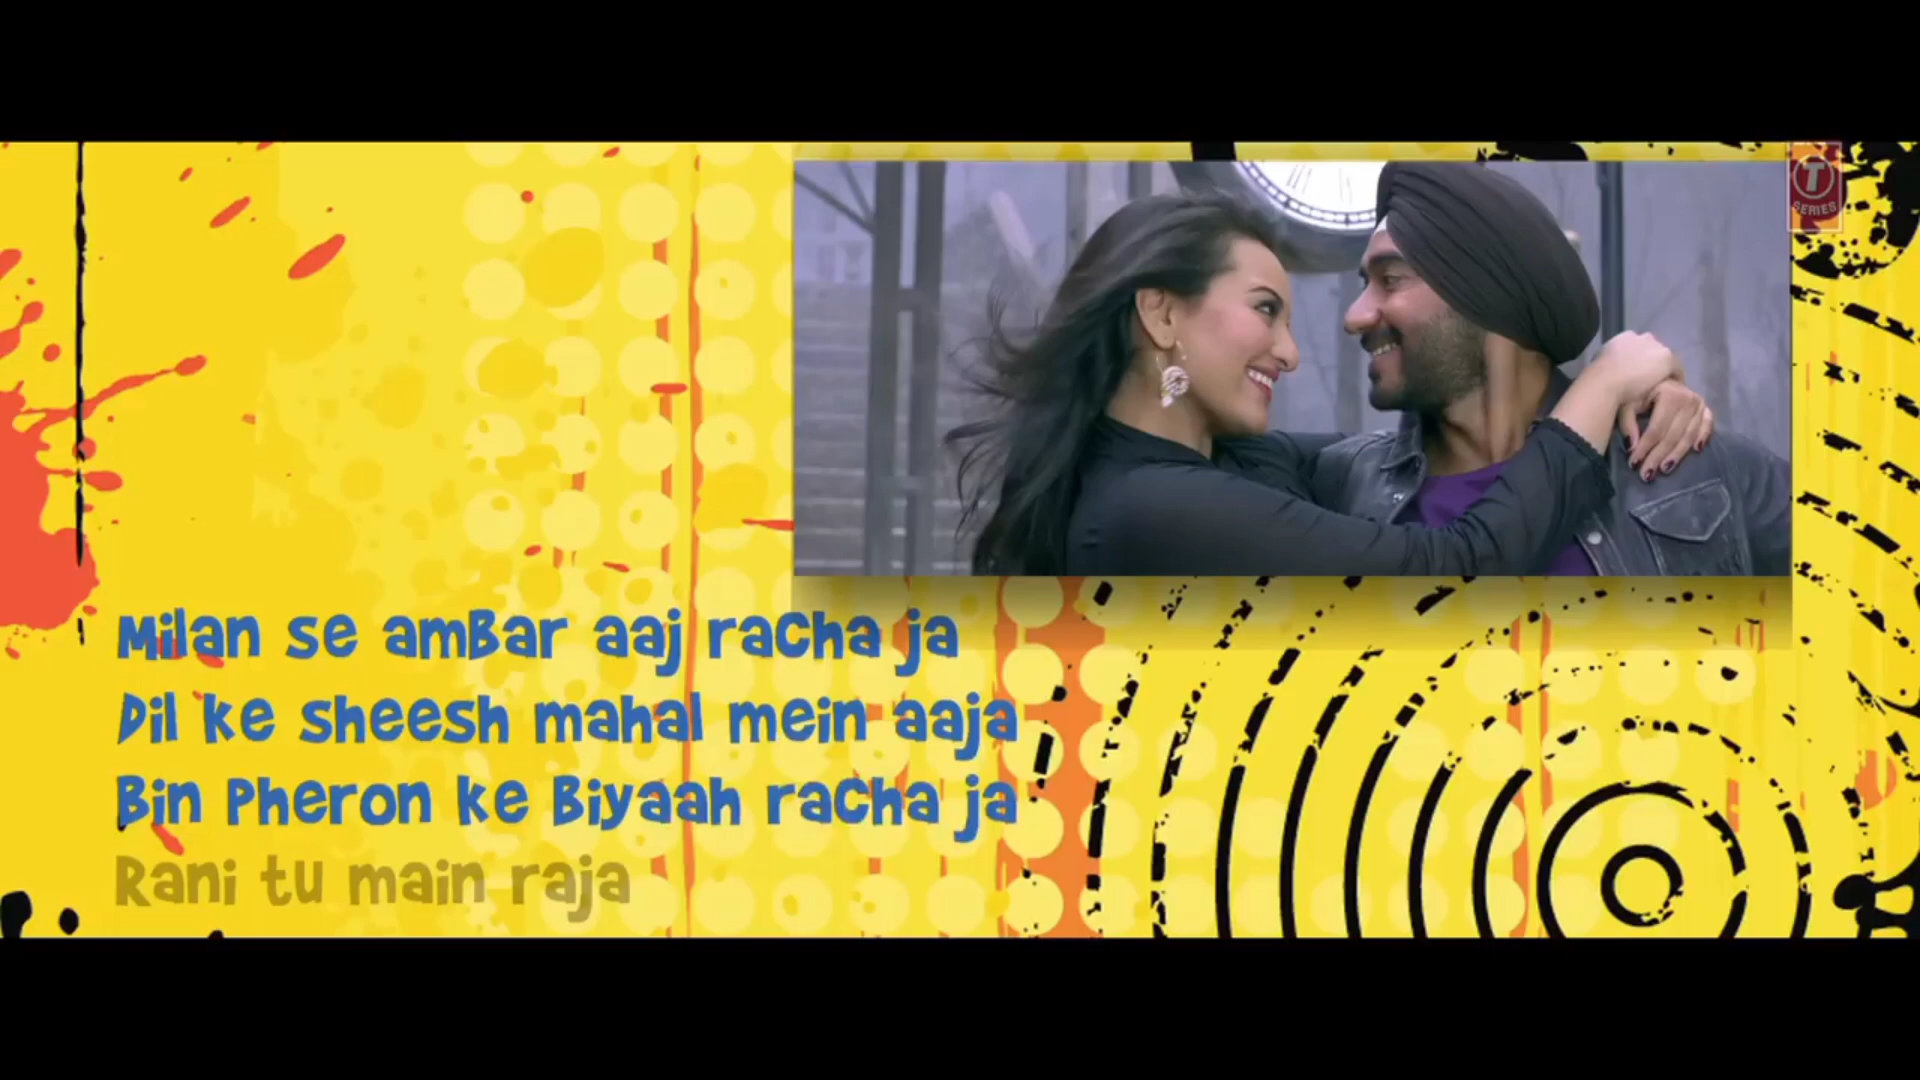 T
SERIES
Milan se amBar aaj racha ja
Dil ke sheesh mahal mein aaja
Bin Pheron ke Biyaah racha ja
Rani tu main raja